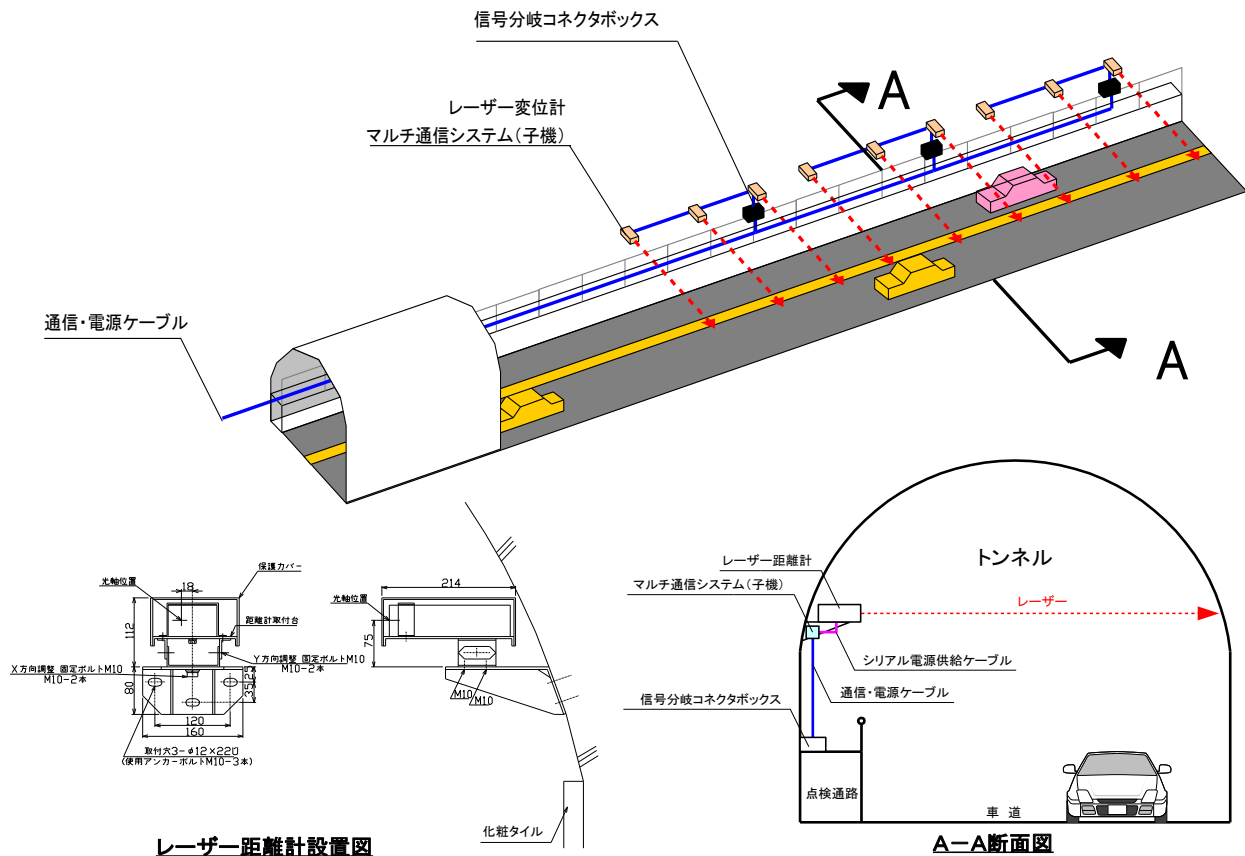 信号分岐コネクタボックス
レーザー変位計
マルチ通信システム(子機)
通信・電源ケーブル
A
A
光軸位置
18
保護カバー
距離計取付台
112
X方向調整 固定ボルトM10
M10-2本
Y方向調整 固定ボルトM10
M10-2本
80
35
25
120
160
取付穴3-φ12×22U
(使用アンカーボルトM10-3本)
レーザー距離計設置図
214
光軸位置
75
M10
M10
化粧タイル
トンネル
レーザー距離計
マルチ通信システム(子機)
レーザー
シリアル電源供給ケーブル
通信・電源ケーブル
信号分岐コネクタボックス
点検通路
車 道
A-A断面図